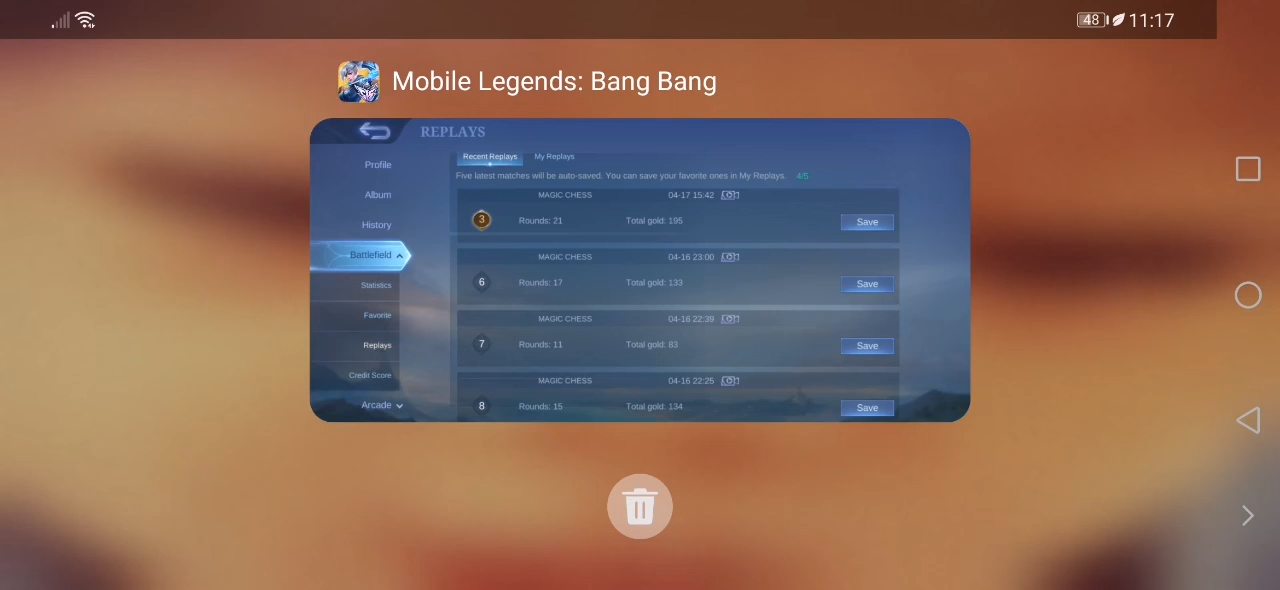 48 11:17
Mobile Legends: Bang Bang
REPLAYS
Profile
Album
History
Battlefield
Statistics
Favorite
Replays
Credit Score
Arcade
Recent Replays My Replays
Five latest matches will be auto-saved. You can save your favorite ones in My Replays. 4/5
MAGIC CHESS 04-17 15:42
3 Rounds: 21 Total gold: 195 Save
MAGIC CHESS 04-16 23:00
6 Rounds: 17 Total gold: 133 Save
MAGIC CHESS 04-16 22:39
7 Rounds: 11 Total gold: 83 Save
MAGIC CHESS 04-16 22:25
8 Rounds: 15 Total gold: 134 Save